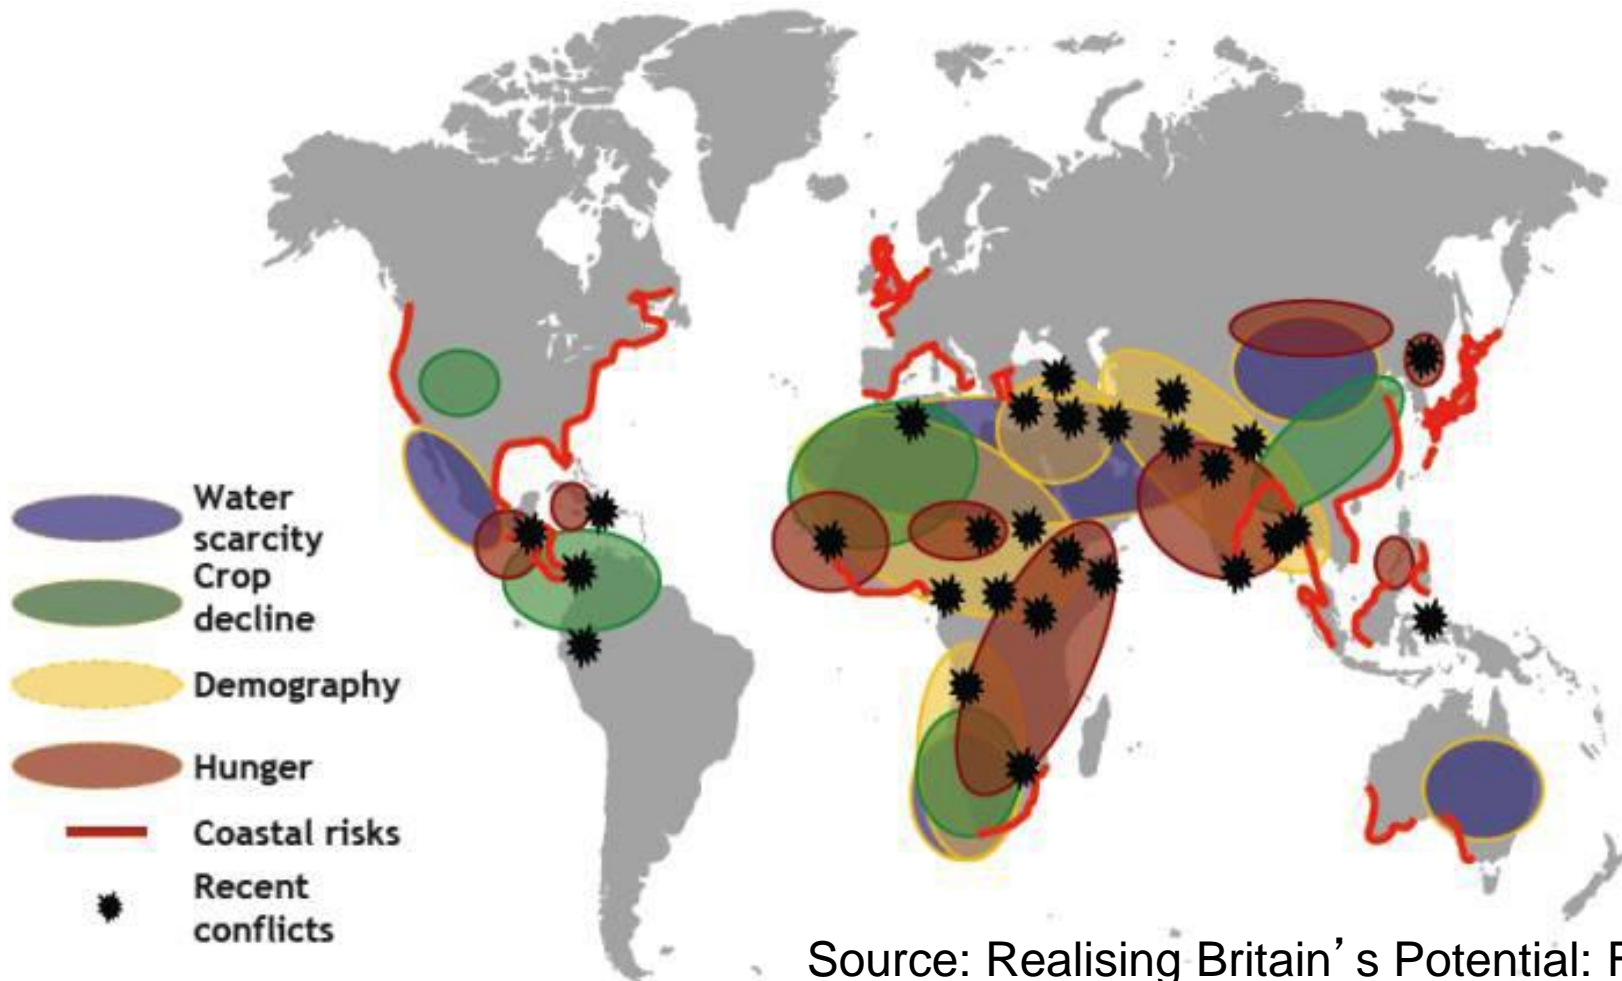 Water
scarcity
Crop
decline
Demography
Hunger
Coastal risks
Recent
conflicts
Source: Realising Britain’s Potential: F